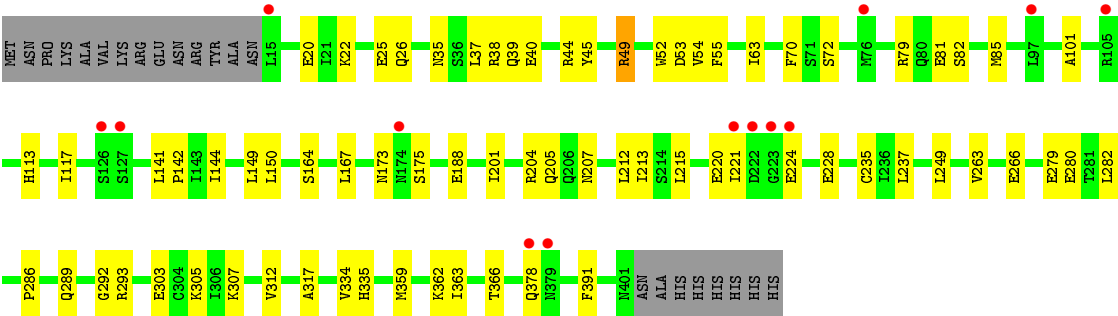 MET ASN PRO LYS ALA VAL LYS ARG GLU ASN ARG TYR ALA ASN L15 E20 I21 K22 E25 Q26 N35 S36 L37 R38 Q39 E40 R44 Y45 R49 W52 D53 V54 F55 I63 F70 S71 S72 M76 R79 Q80 E81 S82 M85 L97 A101 R105
H113 I117 S126 S127 L141 P142 I143 I144 L149 L150 S164 L167 N173 N174 S175 E188 I201 R204 Q205 Q206 N207 L212 I213 S214 L215 E220 I221 D222 G223 E224 E228 C235 I236 L237 L249 V263 E266 E279 E280 T281 L282
P286 Q289 G292 R293 E303 C304 K305 I306 K307 V312 A317 V334 H335 M359 K362 I363 T366 Q378 N379 F391 N401 ASN ALA HIS HIS HIS HIS HIS HIS